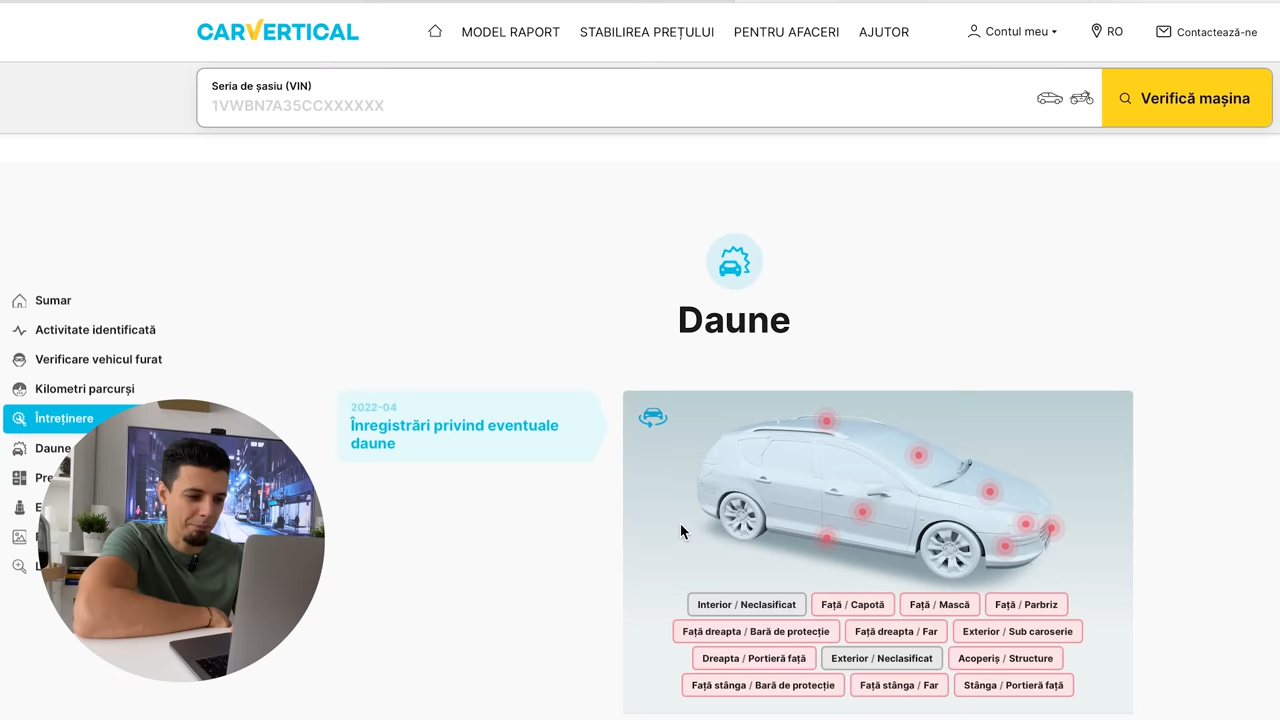 CARVERTICAL
MODEL RAPORT
STABILIREA PREȚULUI
PENTRU AFACERI
AJUTOR
Contul meu
RO
Contactează-ne
Seria de șasiu (VIN)
1VWBN7A35CCXXXXXX
Verifică mașina
Daune
Sumar
Activitate identificată
Verificare vehicul furat
Kilometri parcurși
Întreținere
Daune
Pre
E
2022-04
Înregistrări privind eventuale
daune
Interior / Neclasificat
Față / Capotă
Față / Mască
Față / Parbriz
Față dreapta / Bară de protecție
Față dreapta / Far
Exterior / Sub caroserie
Dreapta / Portieră față
Exterior / Neclasificat
Acoperiș / Structure
Față stânga / Bară de protecție
Față stânga / Far
Stânga / Portieră față